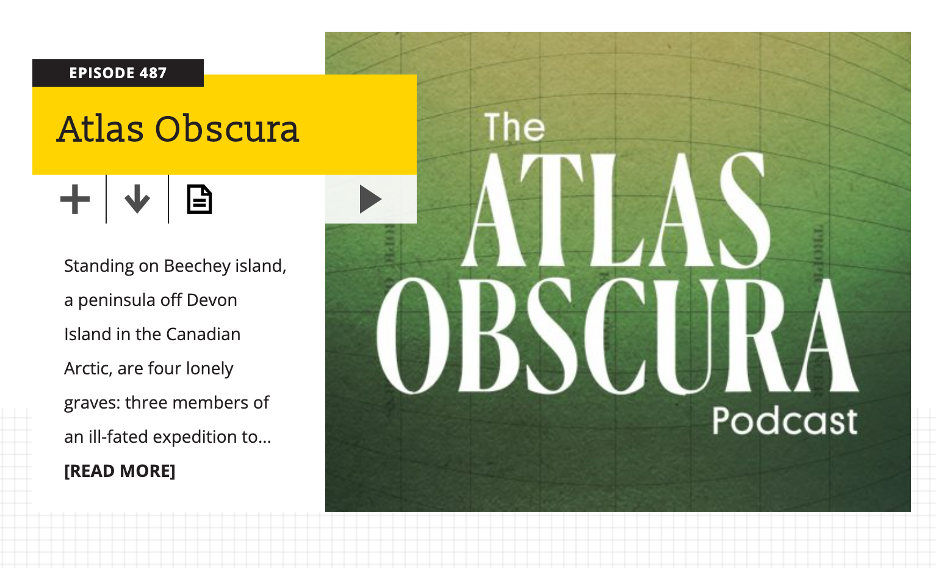 EPISODE 487
Atlas Obscura
Standing on Beechey island,
a peninsula off Devon
Island in the Canadian
Arctic, are four lonely
graves: three members of
an ill-fated expedition to...
[READ MORE]
The
ATLAS
OBSCURA
Podcast